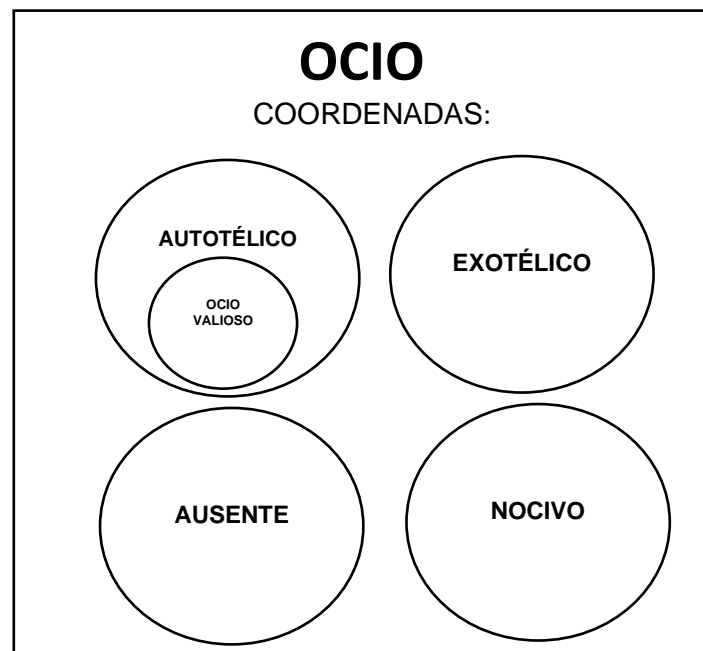 OCIO
COORDENADAS:
AUTOTÉLICO
OCIO
VALIOSO
EXOTÉLICO
AUSENTE
NOCIVO